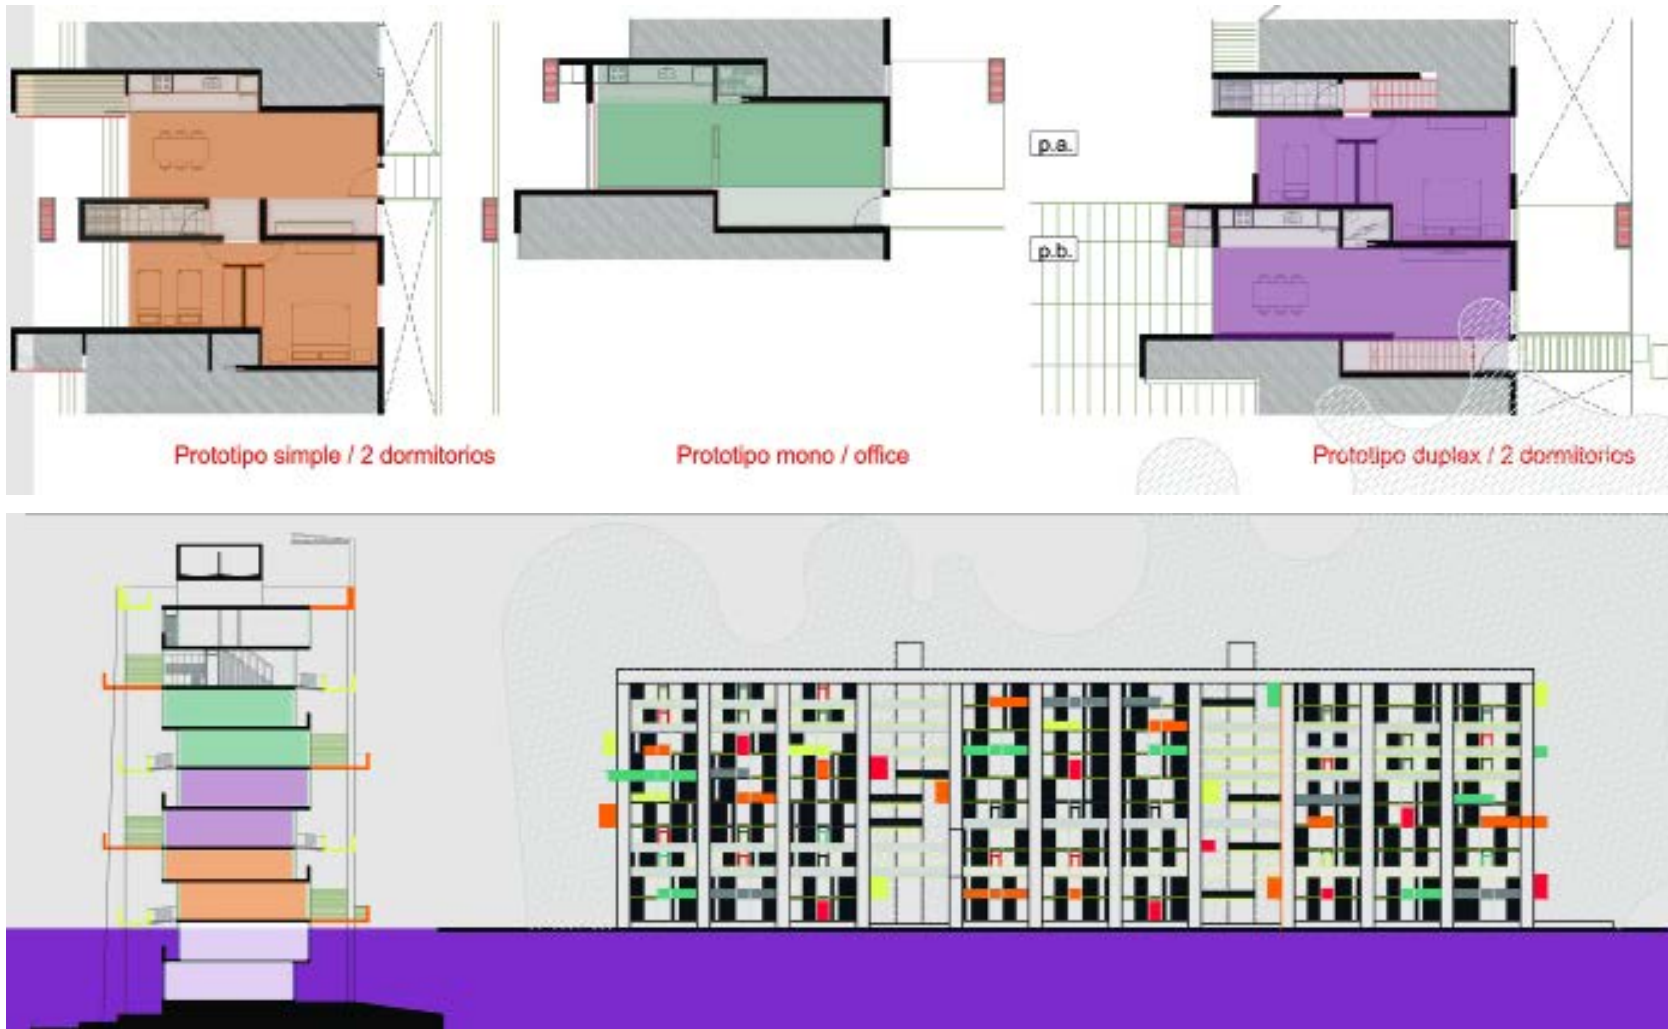 p.a.
p.b.
Prototipo simple / 2 dormitorios
Prototipo mono / office
Prototipo duplex / 2 dormitorios